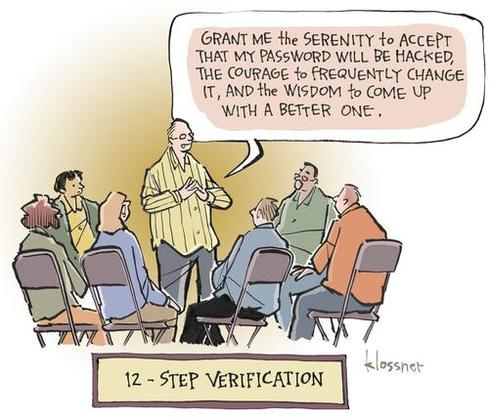 GRANT ME the SERENITY to ACCEPT
THAT MY PASSWORD WILL BE HACKED,
THE COURAGE to FREQUENTLY CHANGE
IT, AND the WISDOM to COME UP
WITH A BETTER ONE.
12-STEP VERIFICATION
klossner